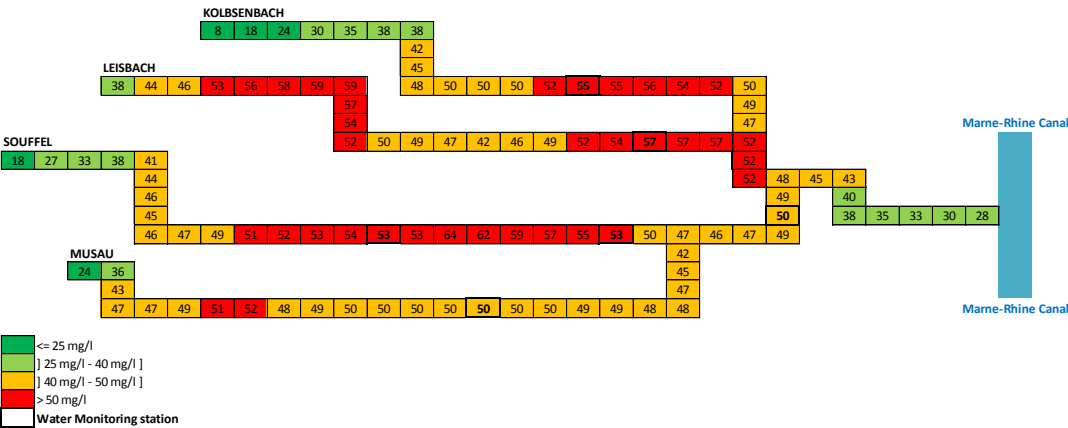 KOLBSENBACH
8 18 24 30 35 38 38
42
LEISBACH
45
38 44 46 53 56 58 59 59
48 50 50 50 52 55 55 56 54 52 50
57
49
54
47
Marne-Rhine Canal
SOUFFEL
52 50 49 47 42 46 49 52 54 57 57 57 52
18 27 33 38 41
52
44
52 48 45 43
46
49
40
45
50
38 35 33 30 28
46 47 49 51 52 53 54 53 53 64 62 59 57 55 53 50 47 46 47 49
MUSAU
42
24 36
45
43
47
47 47 49 51 52 48 49 50 50 50 50 50 50 50 49 49 48 48
Marne-Rhine Canal
<= 25 mg/l
] 25 mg/l - 40 mg/l ]
] 40 mg/l - 50 mg/l ]
> 50 mg/l
Water Monitoring station